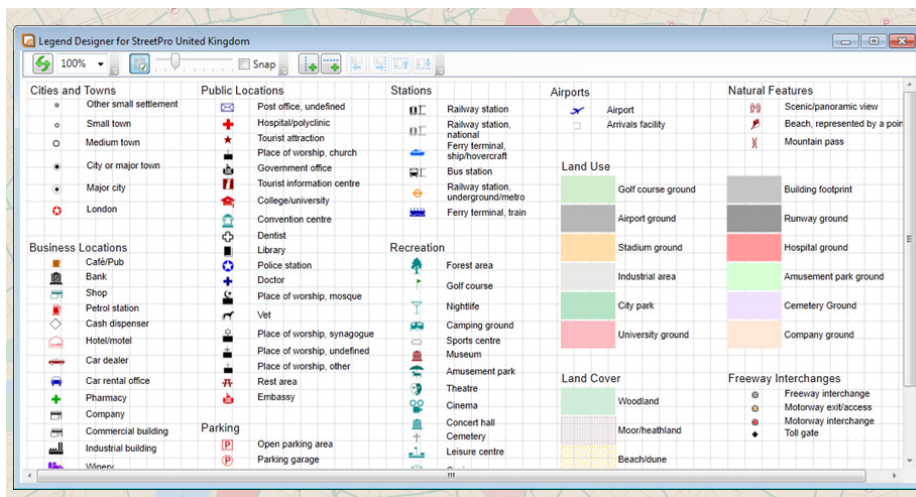 Legend Designer for StreetPro United Kingdom
100%
Snap
Cities and Towns
Other small settlement
Small town
Medium town
City or major town
Major city
London
Business Locations
Café/Pub
Bank
Shop
Petrol station
Cash dispenser
Hotel/motel
Car dealer
Car rental office
Pharmacy
Company
Commercial building
Industrial building
Winery
Public Locations
Post office, undefined
Hospital/polyclinic
Tourist attraction
Place of worship, church
Government office
Tourist information centre
College/university
Convention centre
Dentist
Library
Police station
Doctor
Place of worship, mosque
Vet
Place of worship, synagogue
Place of worship, undefined
Place of worship, other
Rest area
Embassy
Parking
P Open parking area
P Parking garage
Stations
Railway station
Railway station,
national
Ferry terminal,
ship/hovercraft
Bus station
Railway station,
underground/metro
Ferry terminal, train
Recreation
Forest area
Golf course
Nightlife
Camping ground
Sports centre
Museum
Amusement park
Theatre
Cinema
Concert hall
Cemetery
Leisure centre
Airports
Airport
Arrivals facility
Land Use
Golf course ground
Airport ground
Stadium ground
Industrial area
City park
University ground
Land Cover
Woodland
Moor/heathland
Beach/dune
Natural Features
Scenic/panoramic view
Beach, represented by a poin
Mountain pass
Building footprint
Runway ground
Hospital ground
Amusement park ground
Cemetery Ground
Company ground
Freeway Interchanges
Freeway interchange
Motorway exit/access
Motorway interchange
Toll gate